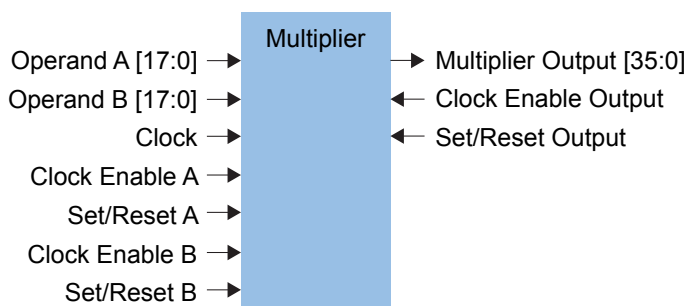 Multiplier
Operand A [17:0]
Multiplier Output [35:0]
Operand B [17:0]
Clock Enable Output
Clock
Set/Reset Output
Clock Enable A
Set/Reset A
Clock Enable B
Set/Reset B